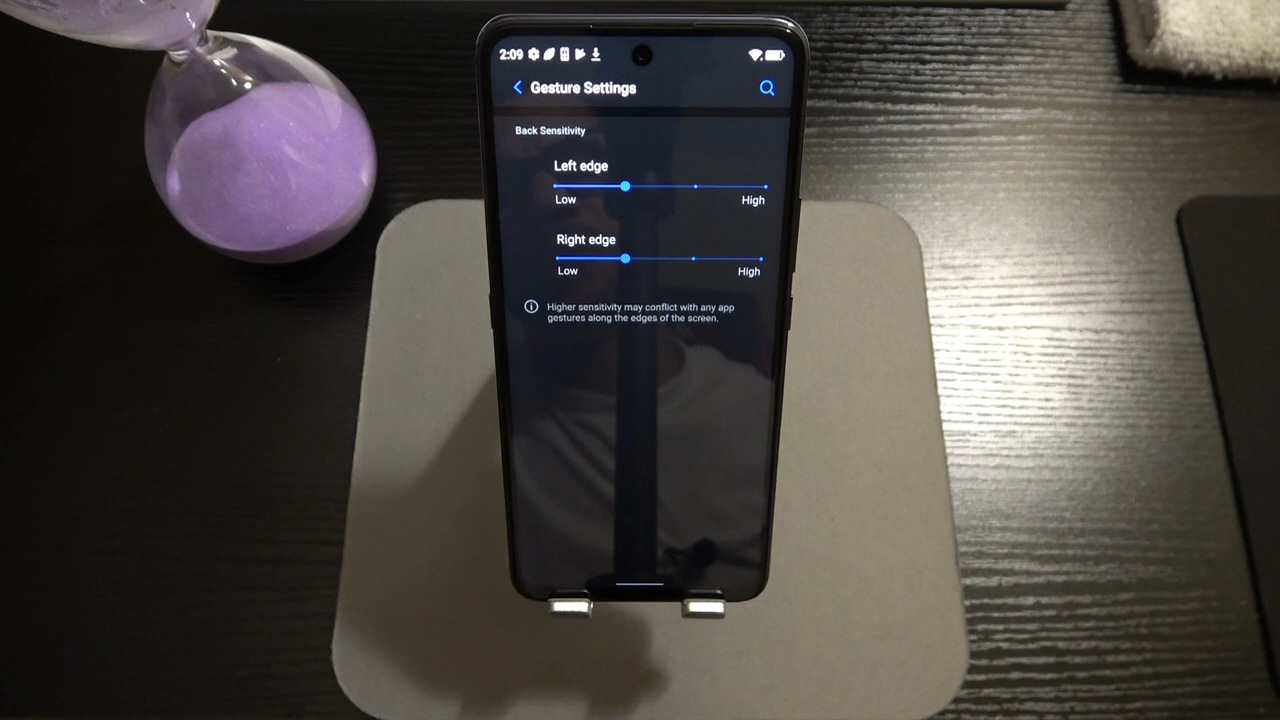 2:09
Gesture Settings
Back Sensitivity
Left edge
Low High
Right edge
Low High
Higher sensitivity may conflict with any app
gestures along the edges of the screen.